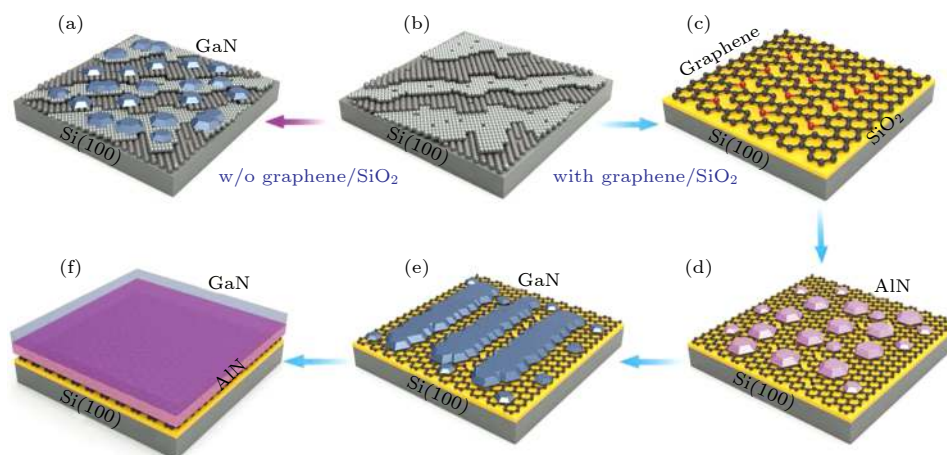 (a)
GaN
Si(100)
w/o graphene/SiO₂
(b)
Si(100)
with graphene/SiO₂
(c)
Graphene
Si(100)
SiO₂
(f)
GaN
AlN
Si(100)
(e)
GaN
Si(100)
(d)
AlN
Si(100)